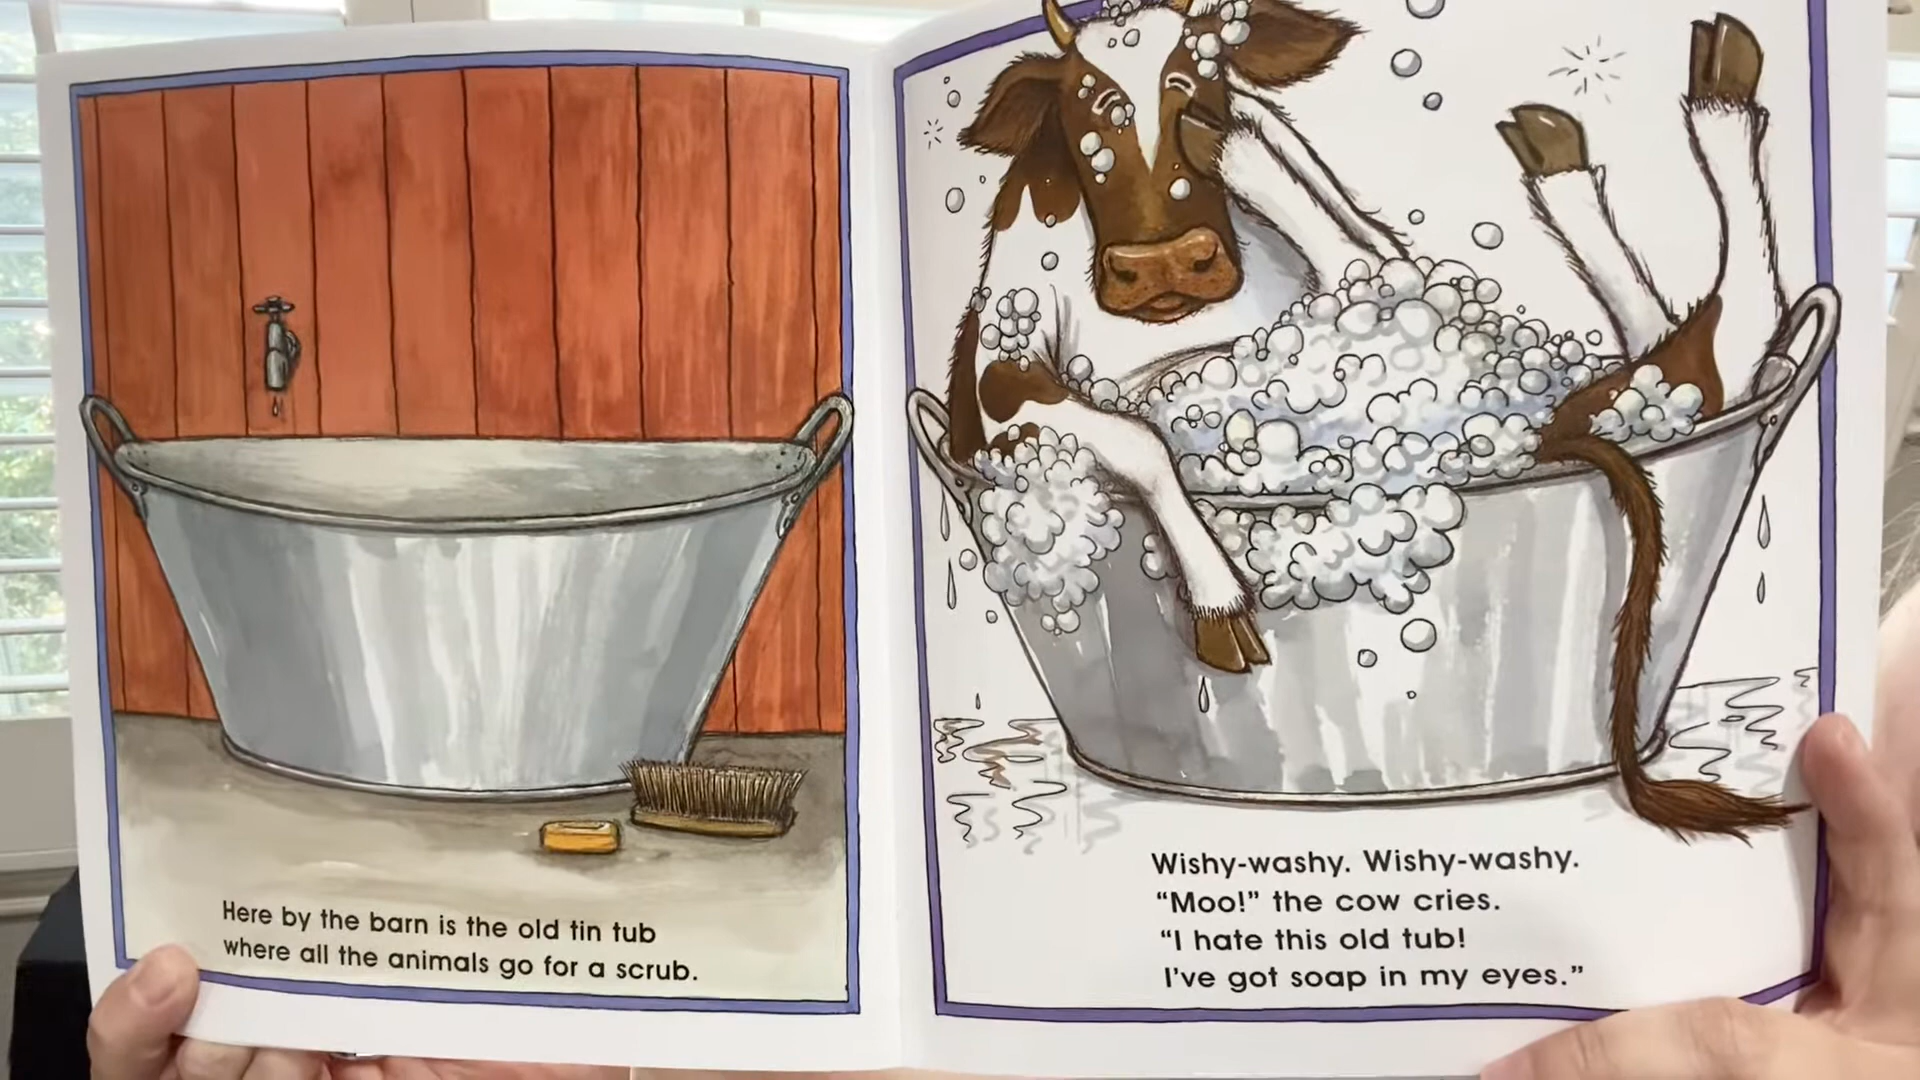 Here by the barn is the old tin tub
where all the animals go for a scrub.
Wishy-washy. Wishy-washy.
“Moo!” the cow cries.
“I hate this old tub!
I’ve got soap in my eyes.”